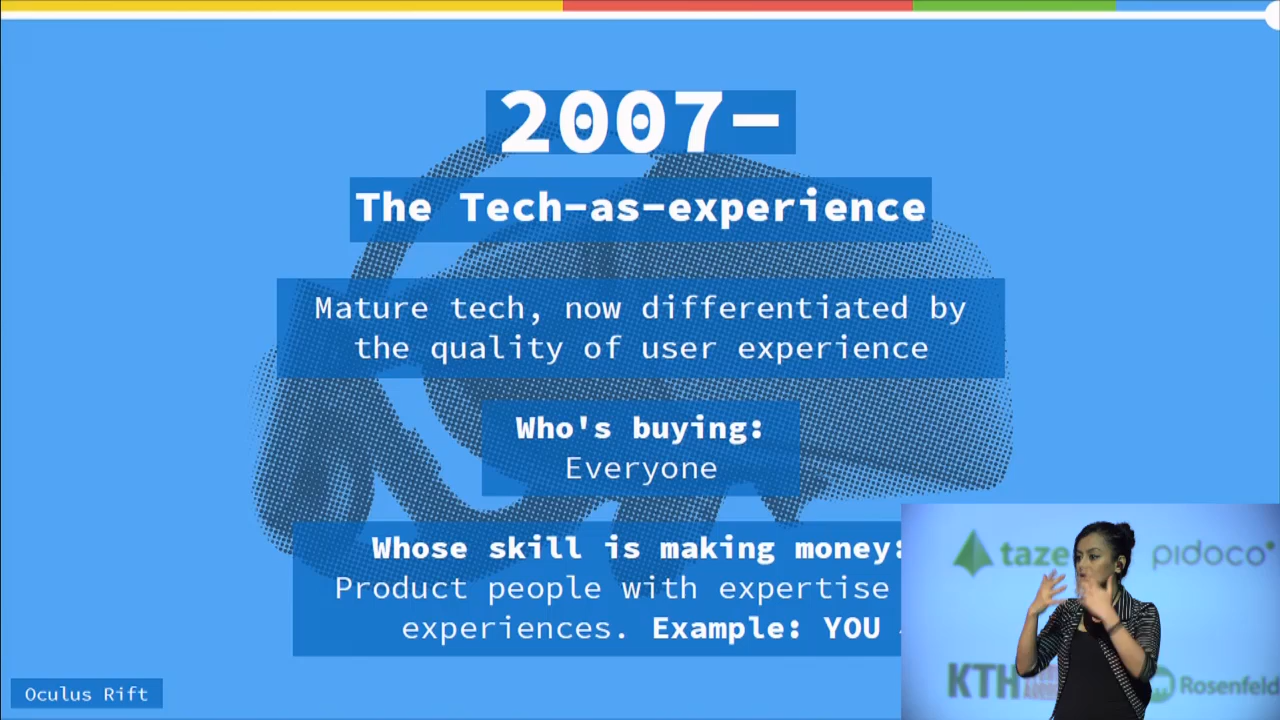 2007-
The Tech-as-experience
Mature tech, now differentiated by
the quality of user experience
Who's buying:
Everyone
Whose skill is making money:
Product people with expertise
experiences. Example: YOU
Oculus Rift
taze
pidoco
KTH
Rosenfeld